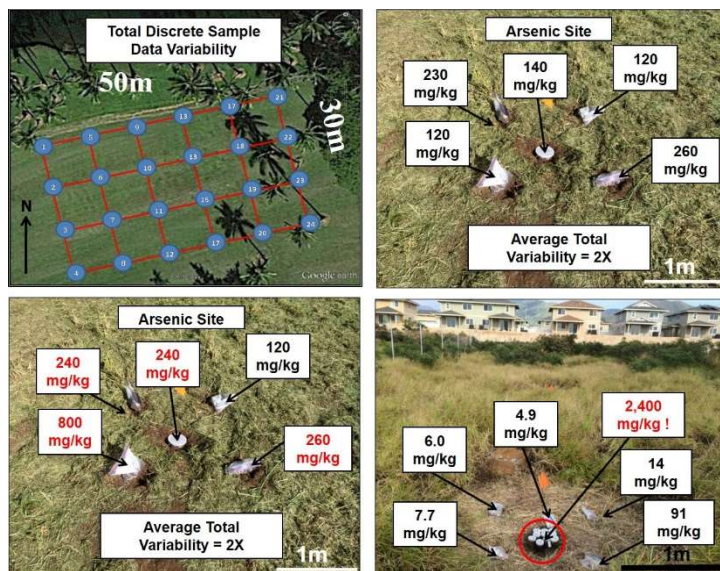 Total Discrete Sample
Data Variability
50m
30m
1 5 9 13 17 21
2 6 10 18 22
3 7 11 15 19 23
4 8 12 17 20 24
N
Google earth
Arsenic Site
230
mg/kg
140
mg/kg
120
mg/kg
120
mg/kg
260
mg/kg
Average Total
Variability = 2X
1m
Arsenic Site
240
mg/kg
240
mg/kg
120
mg/kg
800
mg/kg
260
mg/kg
Average Total
Variability = 2X
1m
6.0
mg/kg
4.9
mg/kg
2,400
mg/kg !
14
mg/kg
7.7
mg/kg
91
mg/kg
1m